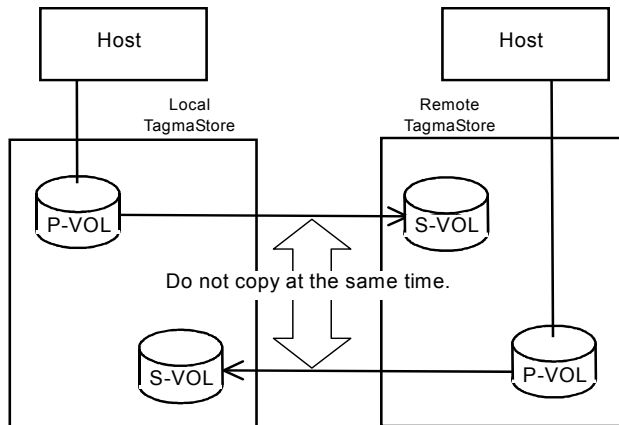 Host
Host
Local
TagmaStore
Remote
TagmaStore
P-VOL
S-VOL
Do not copy at the same time.
S-VOL
P-VOL